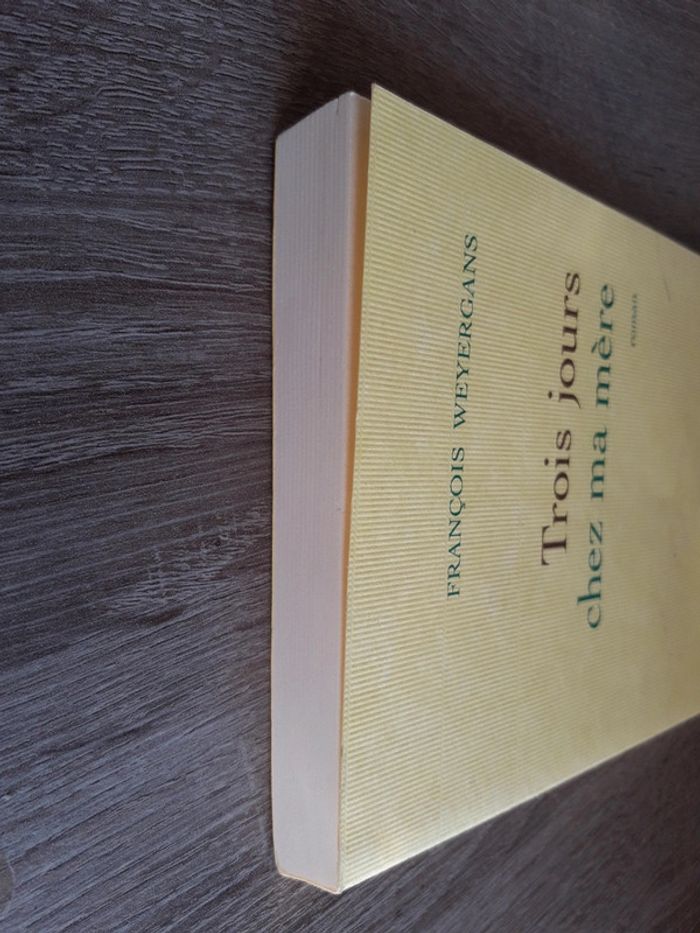 FRANÇOIS WEYERGANS
Trois jours
chez ma mère
roman